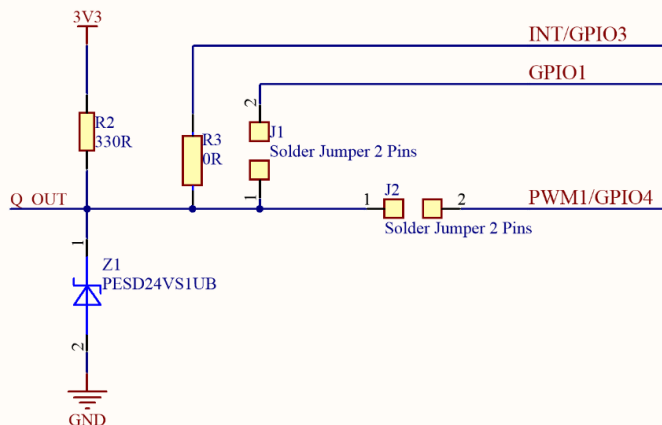 3V3
INT/GPIO3
GPIO1
2
R2
330R
R3
0R
J1
Solder Jumper 2 Pins
1
Q_OUT
1
J2
2
PWM1/GPIO4
Solder Jumper 2 Pins
1
Z1
PESD24VS1UB
2
GND